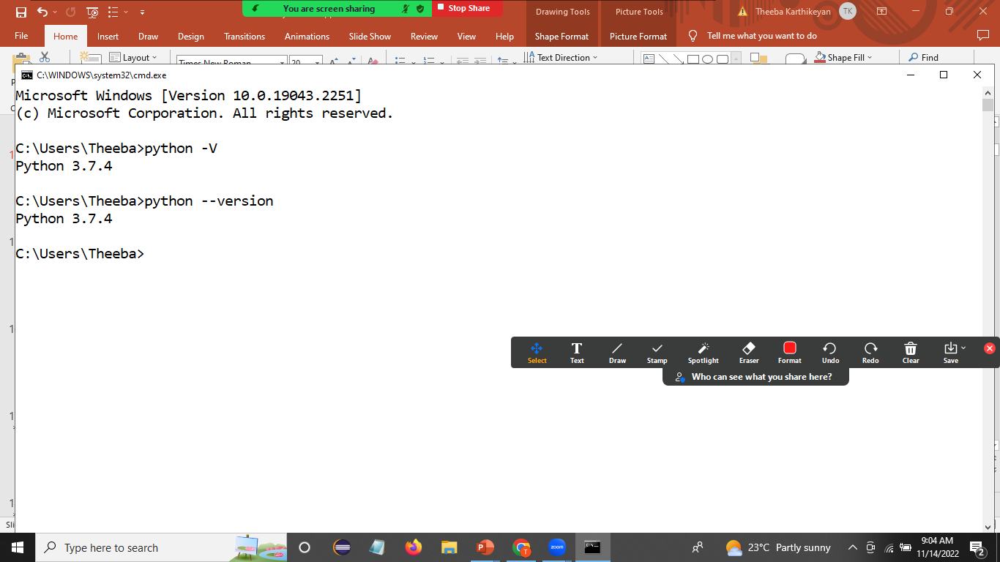 You are screen sharing
Stop Share
Drawing Tools
Picture Tools
Theeba Karthikeyan
TK
File
Home
Insert
Draw
Design
Transitions
Animations
Slide Show
Review
View
Help
Shape Format
Picture Format
Tell me what you want to do
Layout
Times New Roman
20
Text Direction
Shape Fill
Find
C:\WINDOWS\system32\cmd.exe
Microsoft Windows [Version 10.0.19043.2251]
(c) Microsoft Corporation. All rights reserved.
C:\Users\Theeba>python -V
Python 3.7.4
C:\Users\Theeba>python --version
Python 3.7.4
C:\Users\Theeba>
Select
Text
Draw
Stamp
Spotlight
Eraser
Format
Undo
Redo
Clear
Save
Who can see what you share here?
Type here to search
zoom
23°C Partly sunny
9:04 AM
11/14/2022
2